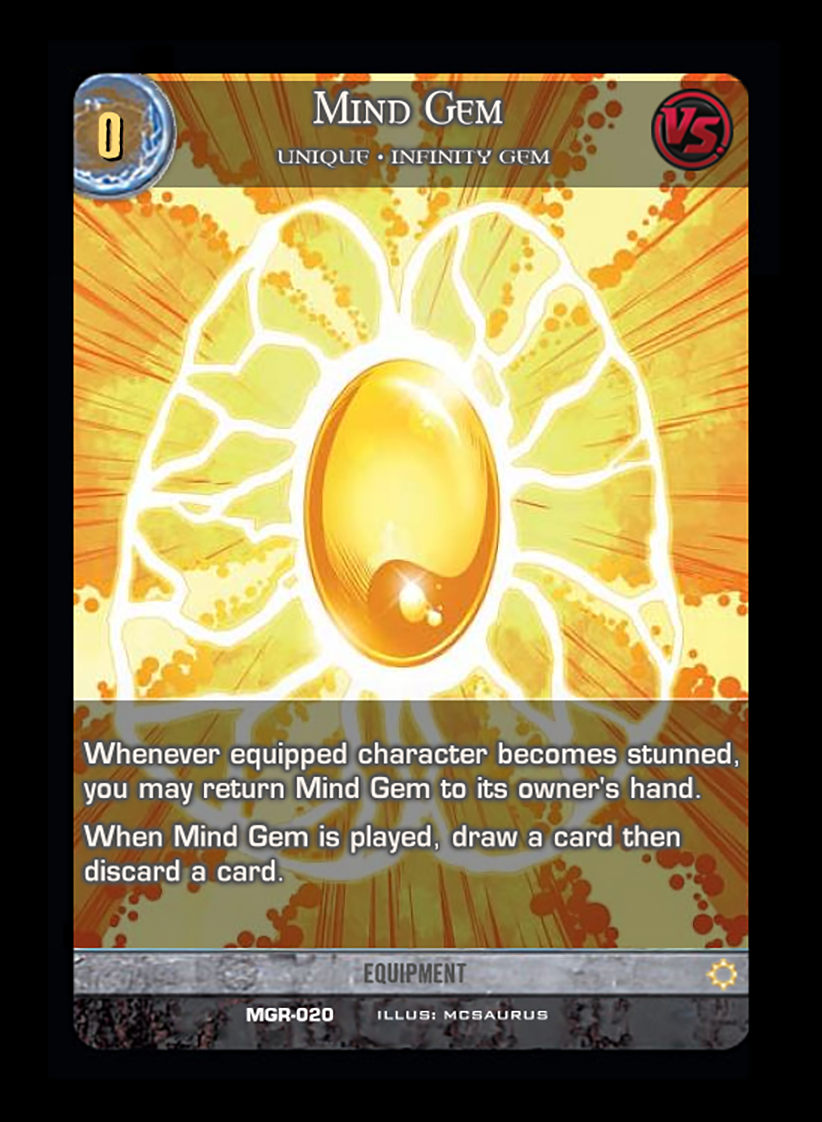 0
Mind Gem
VS.
UNIQUE • INFINITY GEM
Whenever equipped character becomes stunned,
you may return Mind Gem to its owner's hand.
When Mind Gem is played, draw a card then
discard a card.
EQUIPMENT
MGR-020 ILLUS: MCSAURUS